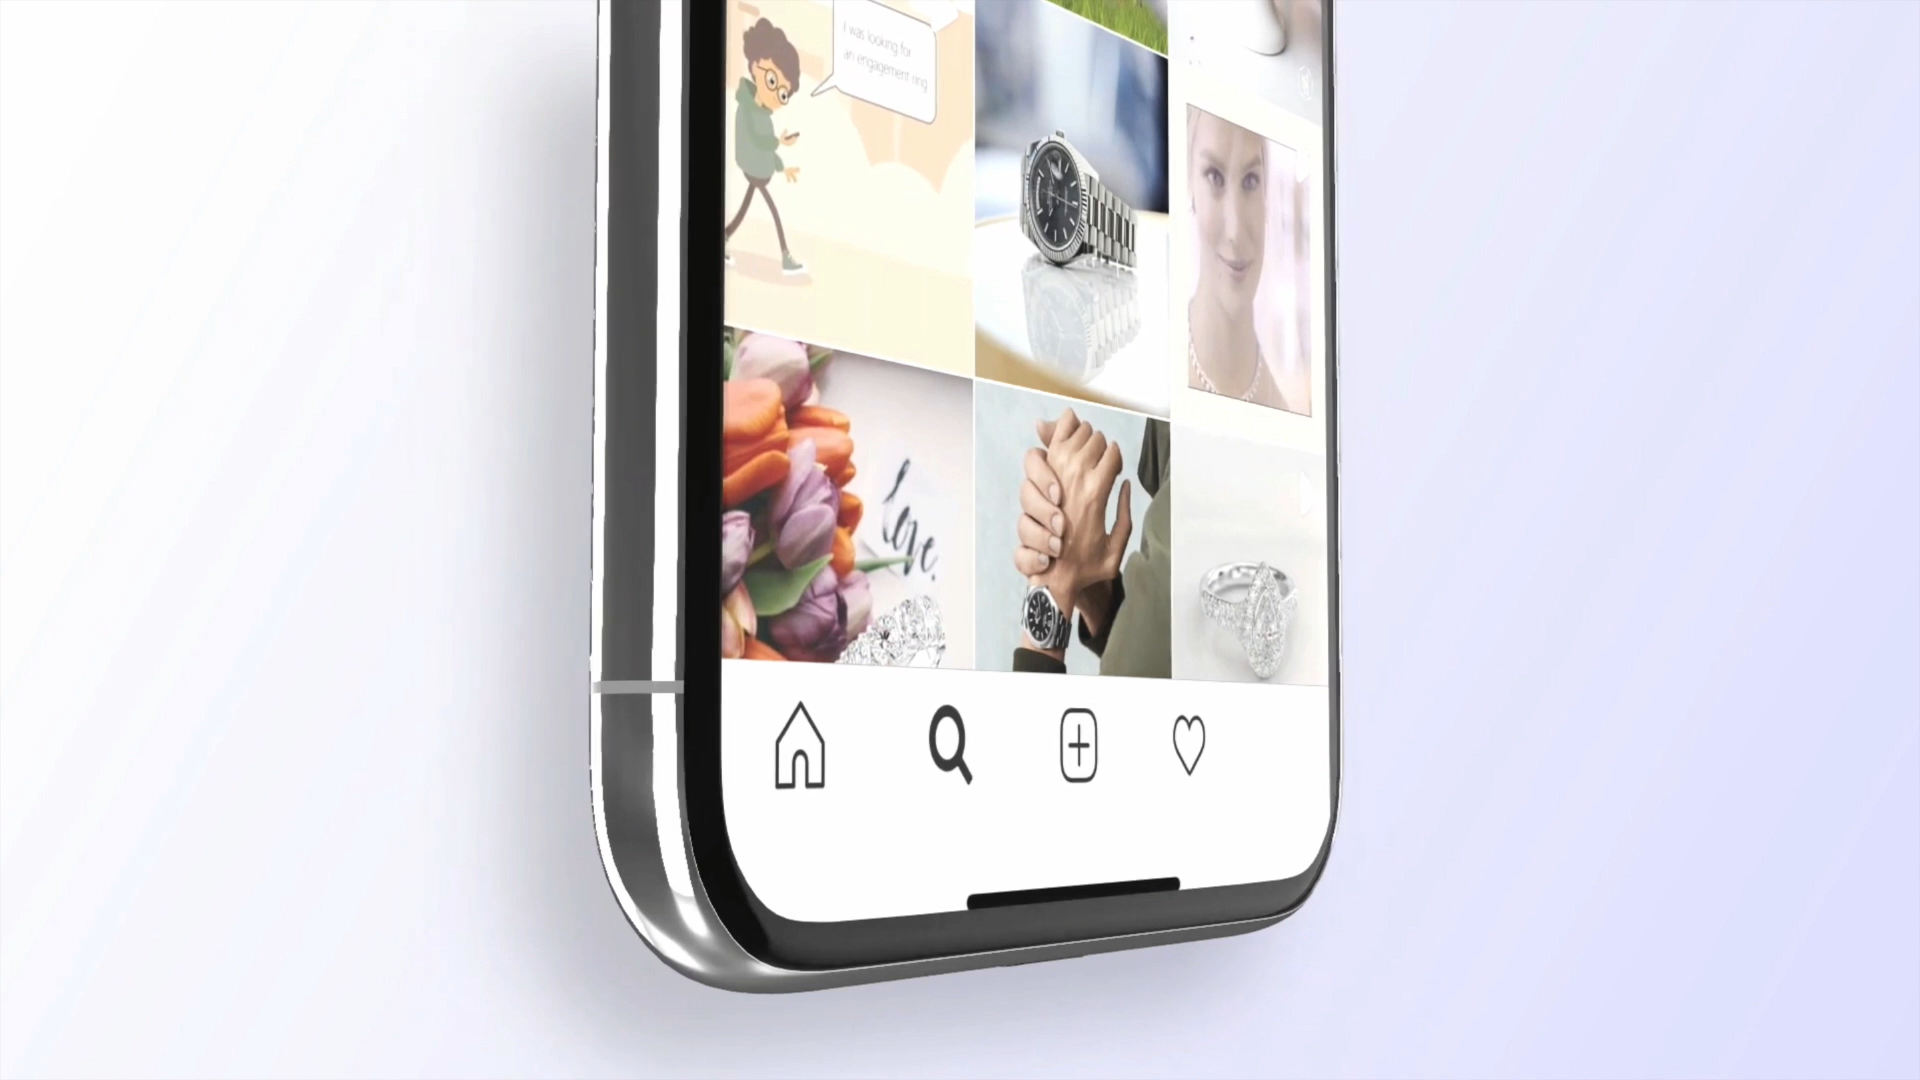 I was looking for
an engagement ring
love.